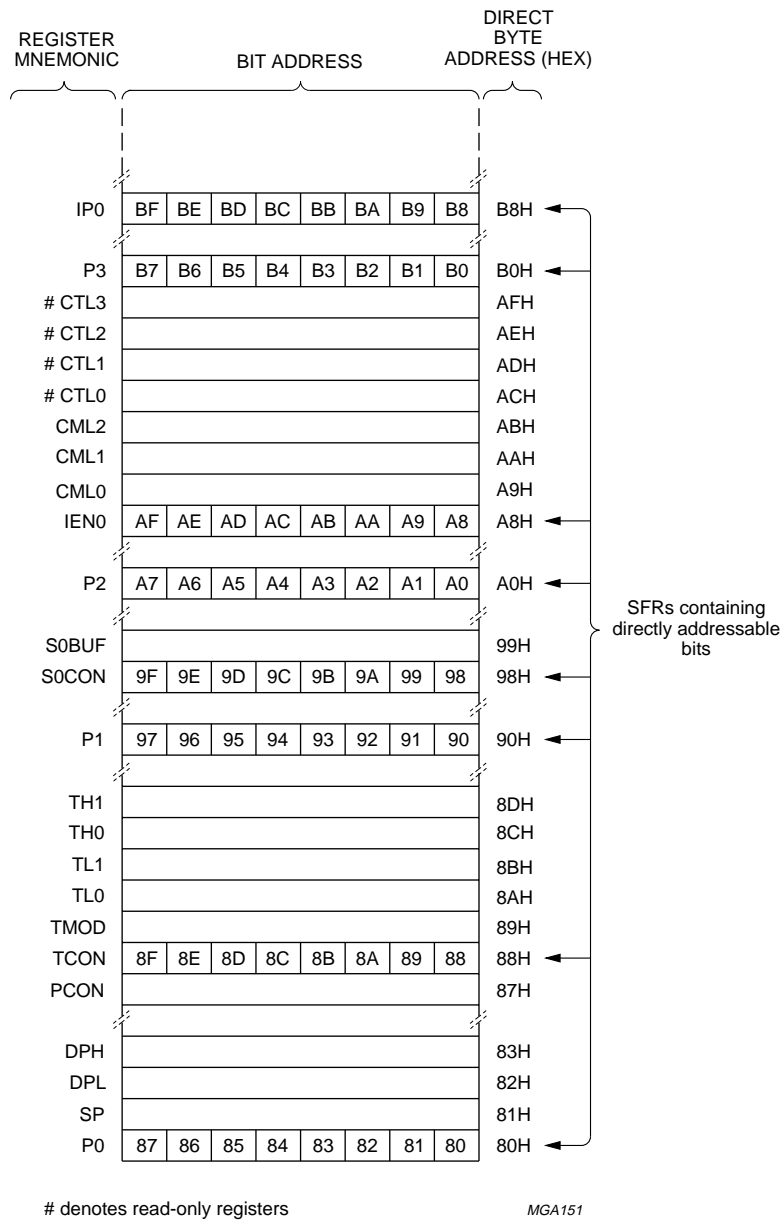 REGISTER MNEMONIC
BIT ADDRESS
DIRECT BYTE ADDRESS (HEX)
IP0 BF BE BD BC BB BA B9 B8 B8H
P3 B7 B6 B5 B4 B3 B2 B1 B0 B0H
# CTL3 AFH
# CTL2 AEH
# CTL1 ADH
# CTL0 ACH
CML2 ABH
CML1 AAH
CML0 A9H
IEN0 AF AE AD AC AB AA A9 A8 A8H
P2 A7 A6 A5 A4 A3 A2 A1 A0 A0H
SFRs containing
directly addressable
bits
S0BUF 99H
S0CON 9F 9E 9D 9C 9B 9A 99 98 98H
P1 97 96 95 94 93 92 91 90 90H
TH1 8DH
TH0 8CH
TL1 8BH
TL0 8AH
TMOD 89H
TCON 8F 8E 8D 8C 8B 8A 89 88 88H
PCON 87H
DPH 83H
DPL 82H
SP 81H
P0 87 86 85 84 83 82 81 80 80H
# denotes read-only registers
MGA151